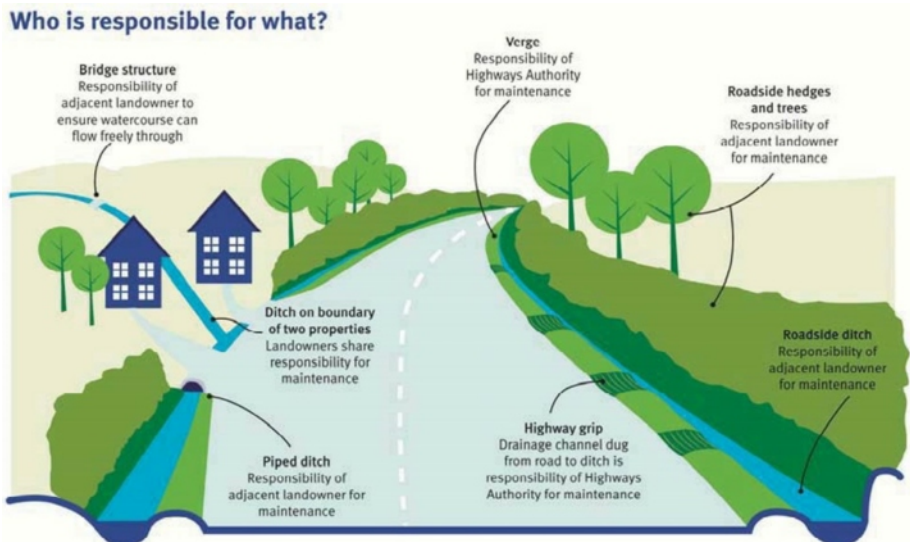 Who is responsible for what?
Bridge structure
Responsibility of
adjacent landowner to
ensure watercourse can
flow freely through
Verge
Responsibility of
Highways Authority
for maintenance
Roadside hedges
and trees
Responsibility of
adjacent landowner
for maintenance
Ditch on boundary
of two properties
Landowners share
responsibility for
maintenance
Roadside ditch
Responsibility of
adjacent landowner
for maintenance
Piped ditch
Responsibility of
adjacent landowner for
maintenance
Highway grip
Drainage channel dug
from road to ditch is
responsibility of Highways
Authority for maintenance